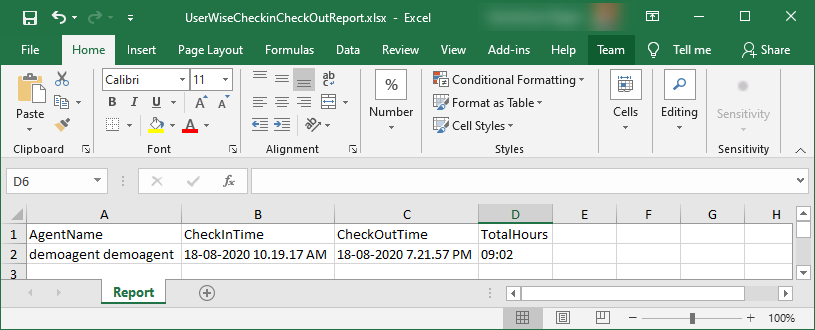 UserWiseCheckinCheckOutReport.xlsx - Excel
File Home Insert Page Layout Formulas Data Review View Add-ins Help Team Tell me Share
Calibri 11 Conditional Formatting
% Format as Table
Paste B I U A A Number Cells Editing Sensitivity
A Cell Styles
Clipboard Font Alignment Styles Sensitivity
D6 fx
A B C D E F G H
1 AgentName CheckInTime CheckOutTime TotalHours
2 demoagent demoagent 18-08-2020 10.19.17 AM 18-08-2020 7.21.57 PM 09:02
3
Report
100%